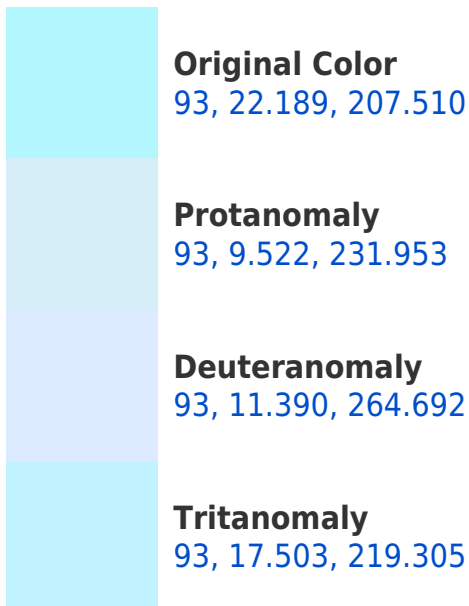 Original Color
93, 22.189, 207.510
Protanomaly
93, 9.522, 231.953
Deuteranomaly
93, 11.390, 264.692
Tritanomaly
93, 17.503, 219.305